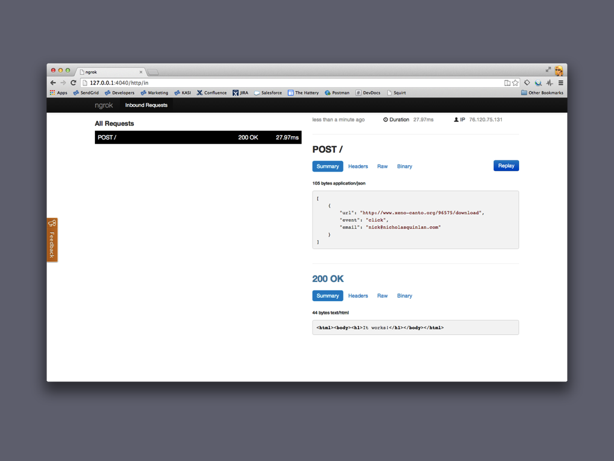 ngrok
127.0.0.1:4040/http/in
Apps SendGrid Developers Marketing KASI Confluence JIRA Salesforce The Hattery Postman DevDocs Squirt Other Bookmarks
ngrok Inbound Requests
All Requests
POST / 200 OK 27.97ms
less than a minute ago Duration 27.97ms IP 76.120.75.131
POST /
Summary Headers Raw Binary Replay
103 bytes application/json
[
{
"url": "http://www.xeno-canto.org/96575/download",
"event": "click",
"email": "nick@nicholasquinlan.com"
}
]
Feedback
200 OK
Summary Headers Raw Binary
44 bytes text/html
<html><body><h1>It works!</h1></body></html>